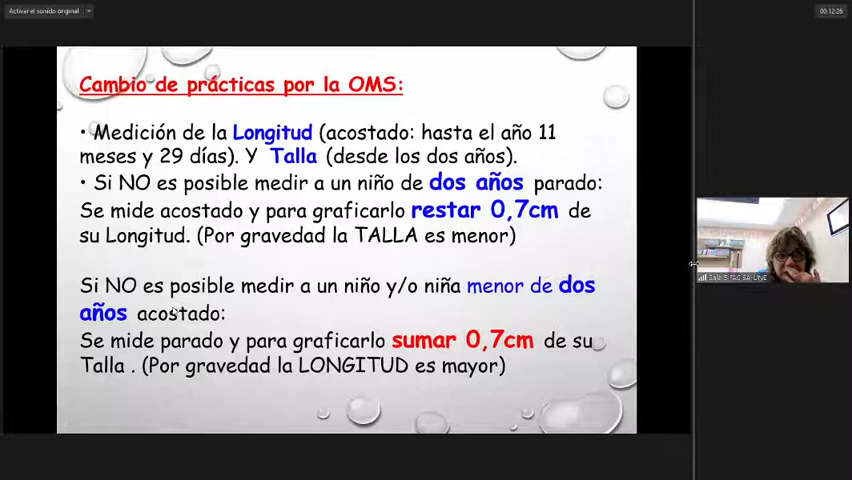 Activar el sonido original
00:12:26
Cambio de prácticas por la OMS:
• Medición de la Longitud (acostado: hasta el año 11
meses y 29 días). Y Talla (desde los dos años).
• Si NO es posible medir a un niño de dos años parado:
Se mide acostado y para graficarlo restar 0,7cm de
su Longitud. (Por gravedad la TALLA es menor)
Si NO es posible medir a un niño y/o niña menor de dos
años acostado:
Se mide parado y para graficarlo sumar 0,7cm de su
Talla . (Por gravedad la LONGITUD es mayor)